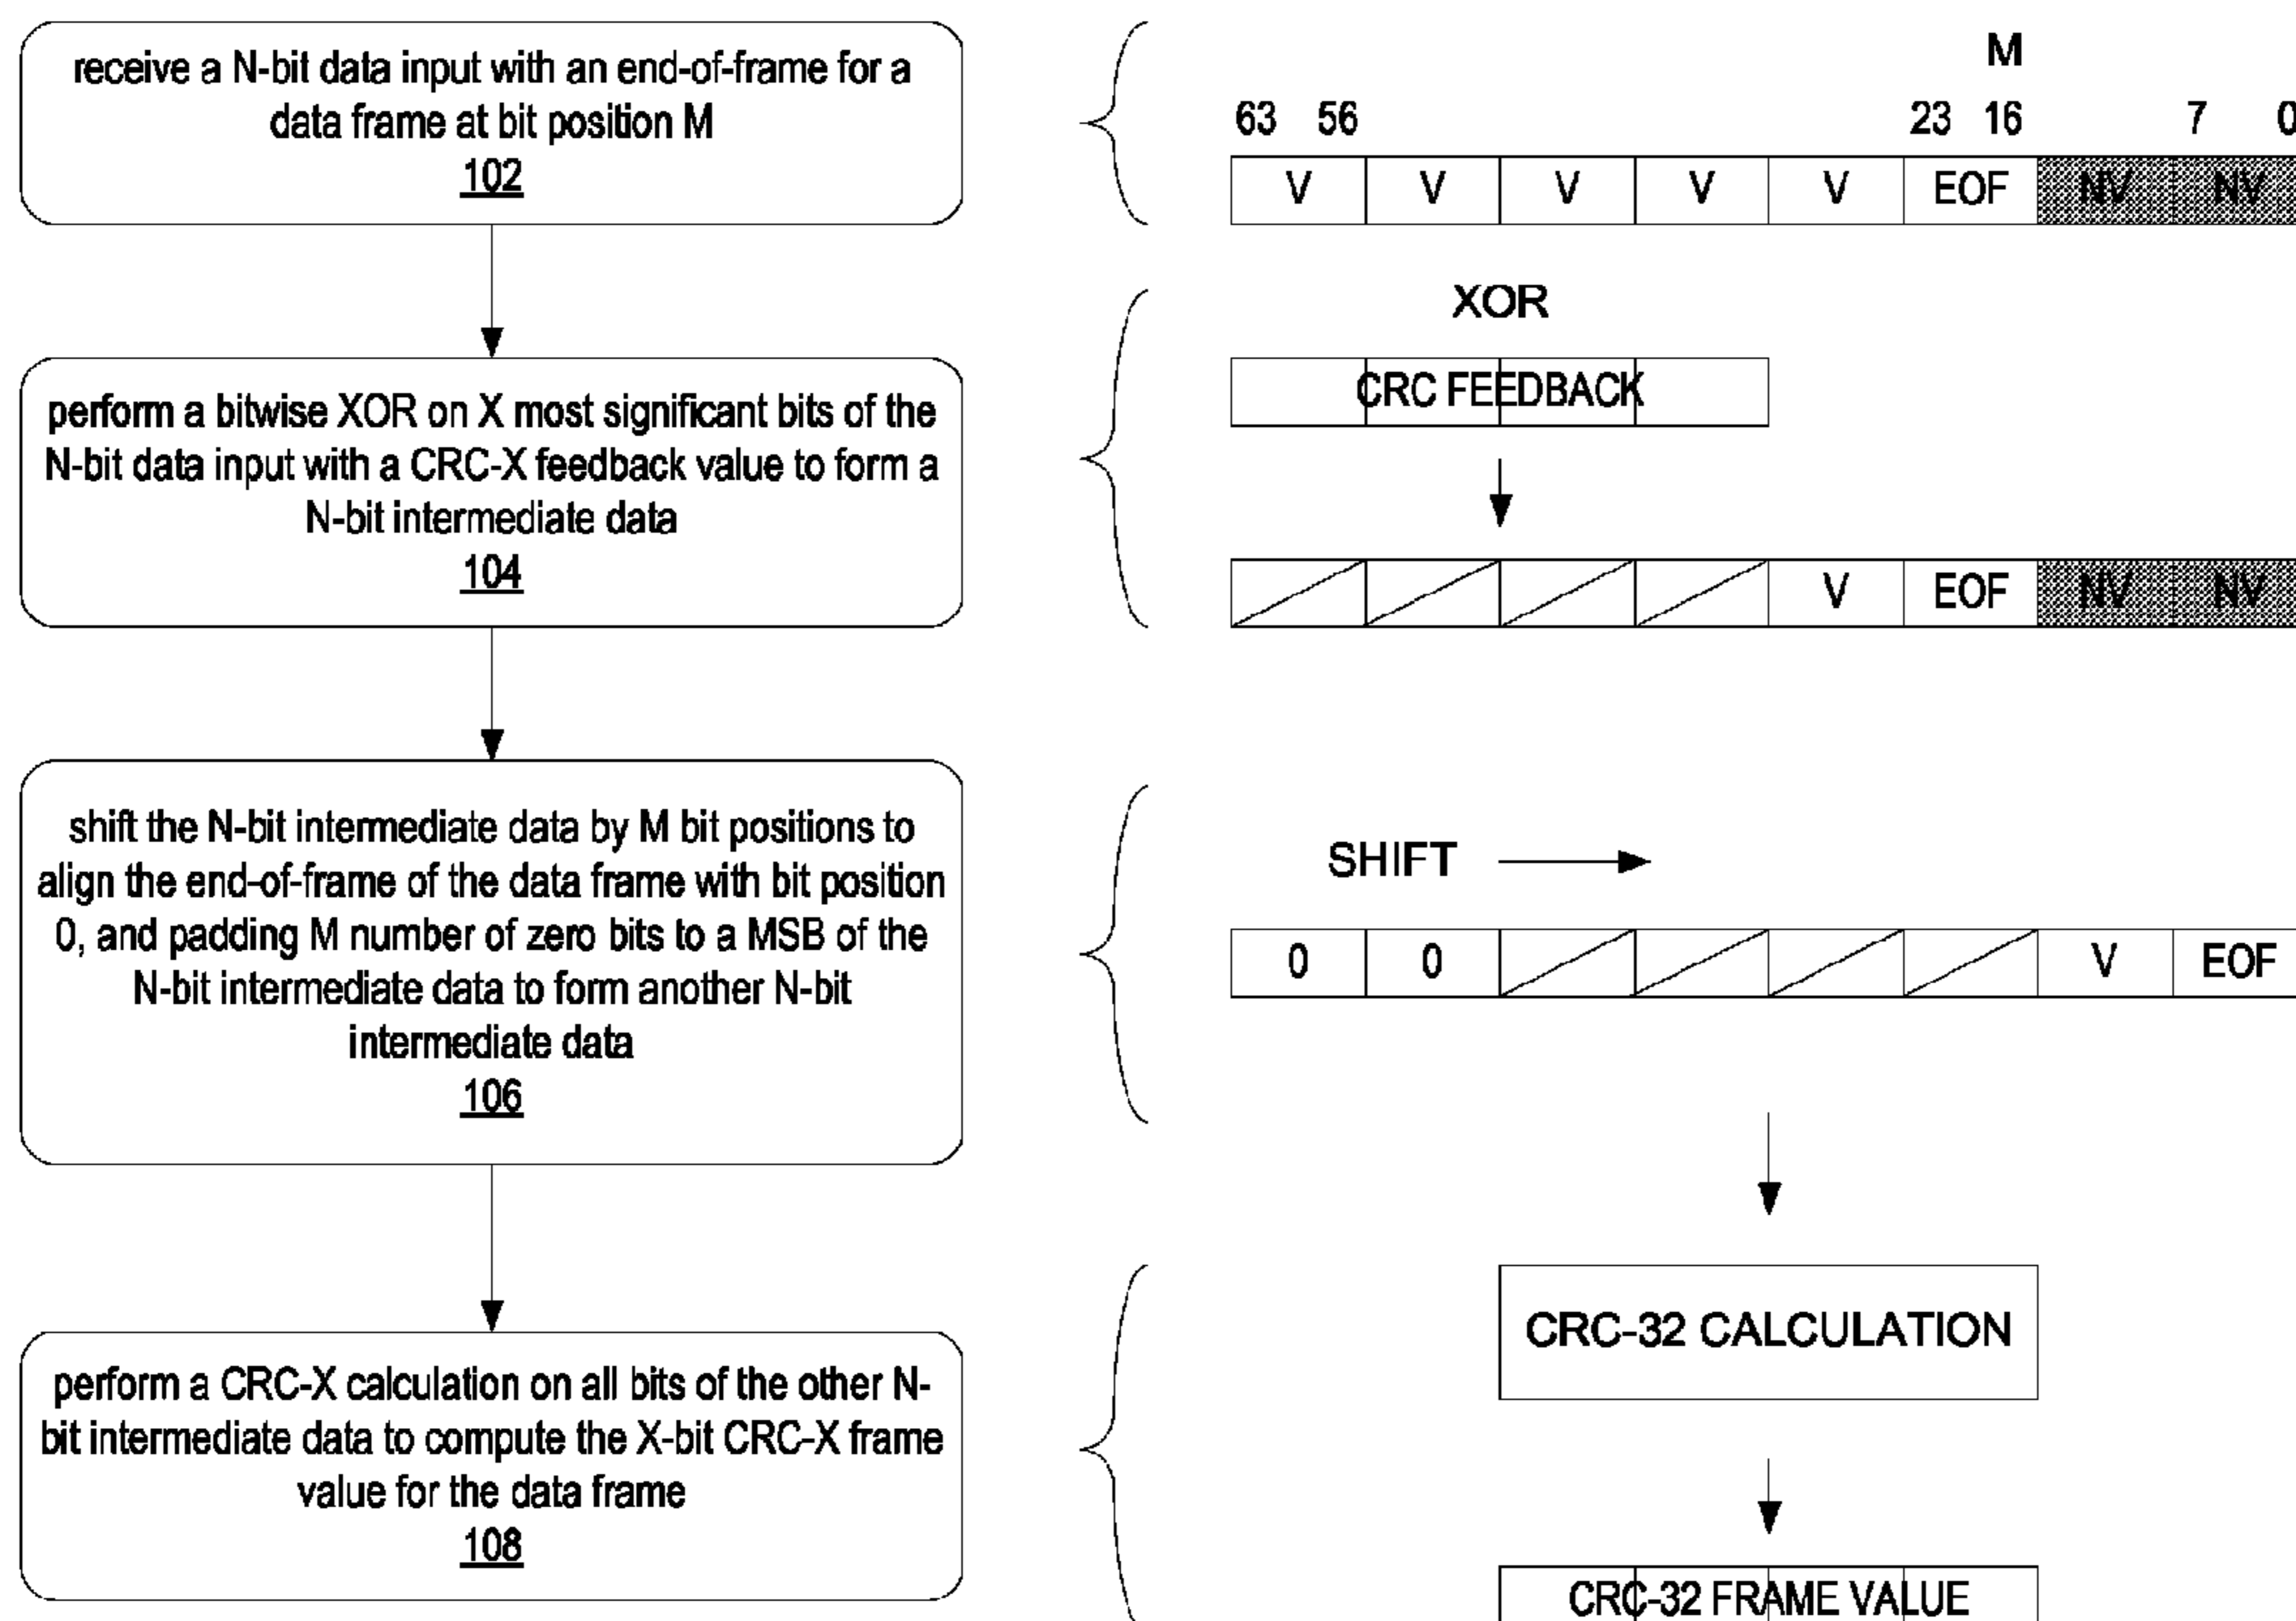 receive a N-bit data input with an end-of-frame for a
data frame at bit position M
102
M
63 56 23 16 7 0
V V V V V EOF NV NV
perform a bitwise XOR on X most significant bits of the
N-bit data input with a CRC-X feedback value to form a
N-bit intermediate data
104
XOR
CRC FEEDBACK
V EOF NV NV
shift the N-bit intermediate data by M bit positions to
align the end-of-frame of the data frame with bit position
0, and padding M number of zero bits to a MSB of the
N-bit intermediate data to form another N-bit
intermediate data
106
SHIFT
0 0 V EOF
perform a CRC-X calculation on all bits of the other N-
bit intermediate data to compute the X-bit CRC-X frame
value for the data frame
108
CRC-32 CALCULATION
CRC-32 FRAME VALUE